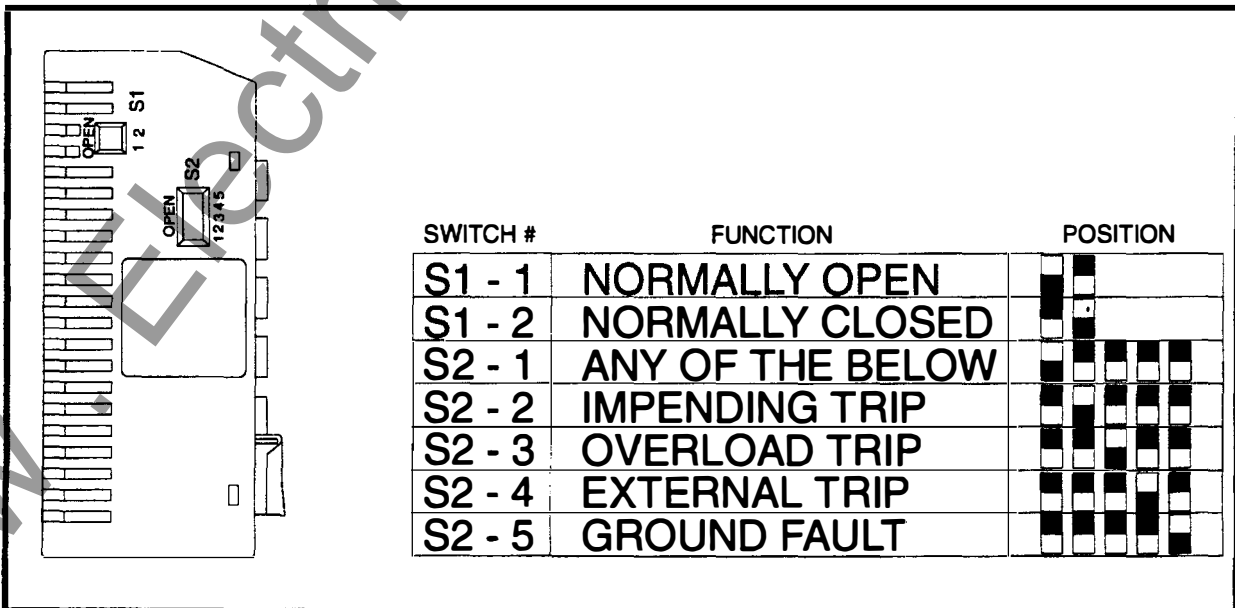 w. Electri
S1
OPEN
1 2
S2
OPEN
12345
SWITCH # FUNCTION POSITION
S1 - 1 NORMALLY OPEN
S1 - 2 NORMALLY CLOSED
S2 - 1 ANY OF THE BELOW
S2 - 2 IMPENDING TRIP
S2 - 3 OVERLOAD TRIP
S2 - 4 EXTERNAL TRIP
S2 - 5 GROUND FAULT